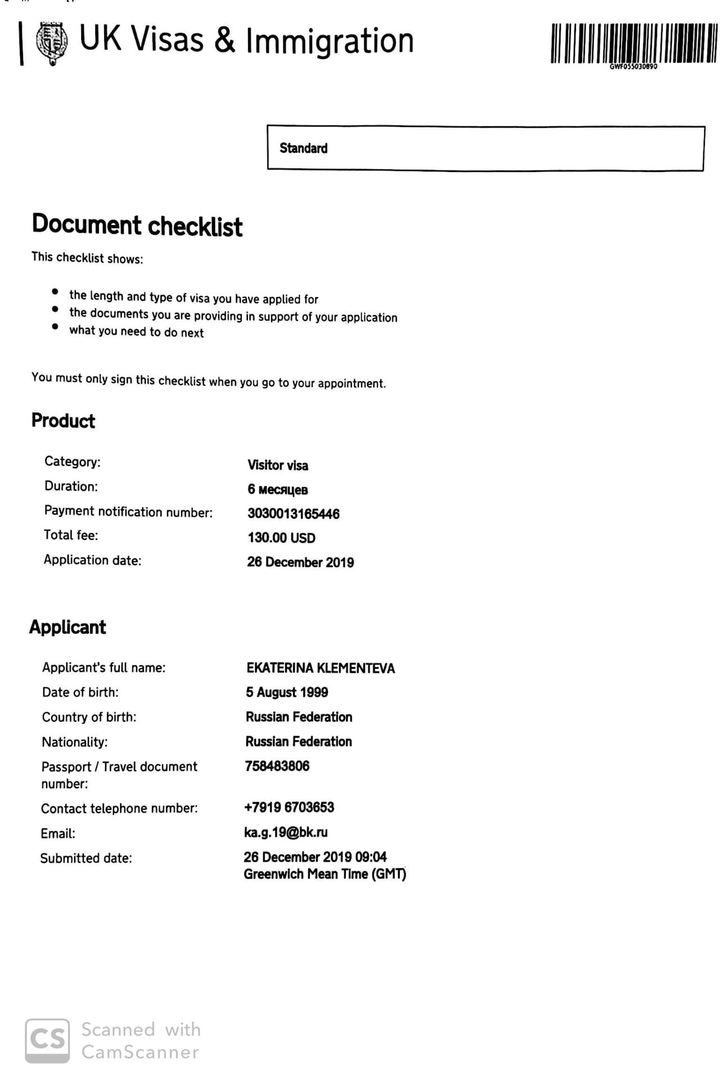 UK Visas & Immigration
GWF055030890
Standard
Document checklist
This checklist shows:
• the length and type of visa you have applied for
• the documents you are providing in support of your application
• what you need to do next
You must only sign this checklist when you go to your appointment.
Product
Category: Visitor visa
Duration: 6 месяцев
Payment notification number: 3030013165446
Total fee: 130.00 USD
Application date: 26 December 2019
Applicant
Applicant's full name: EKATERINA KLEMENTEVA
Date of birth: 5 August 1999
Country of birth: Russian Federation
Nationality: Russian Federation
Passport / Travel document 758483806
number:
Contact telephone number: +7919 6703653
Email: ka.g.19@bk.ru
Submitted date: 26 December 2019 09:04
Greenwich Mean Time (GMT)
CS Scanned with
CamScanner